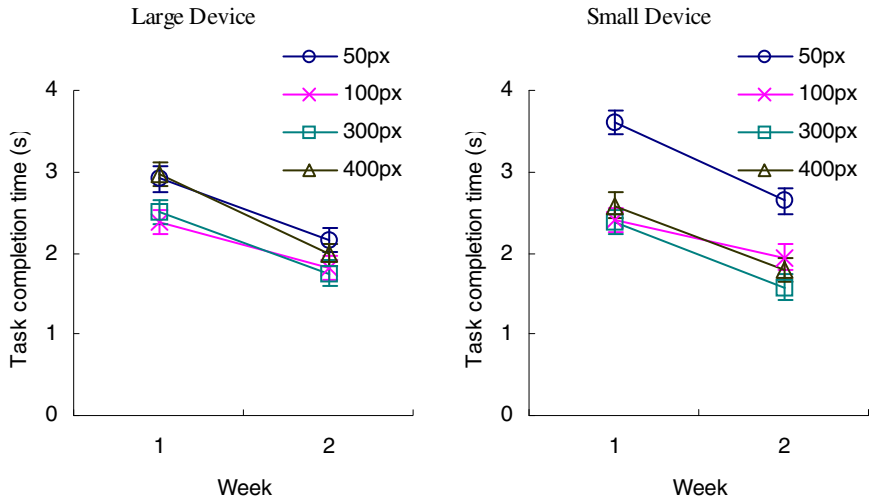 Large Device
50px
100px
300px
400px
4
3
2
1
0
Task completion time (s)
1
2
Week
Small Device
50px
100px
300px
400px
4
3
2
1
0
Task completion time (s)
1
2
Week